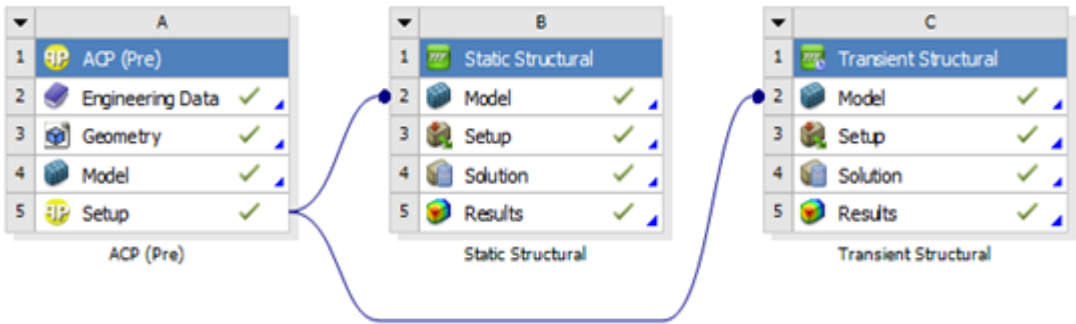 A
1 ACP (Pre)
2 Engineering Data
3 Geometry
4 Model
5 Setup
ACP (Pre)
B
1 Static Structural
2 Model
3 Setup
4 Solution
5 Results
Static Structural
C
1 Transient Structural
2 Model
3 Setup
4 Solution
5 Results
Transient Structural